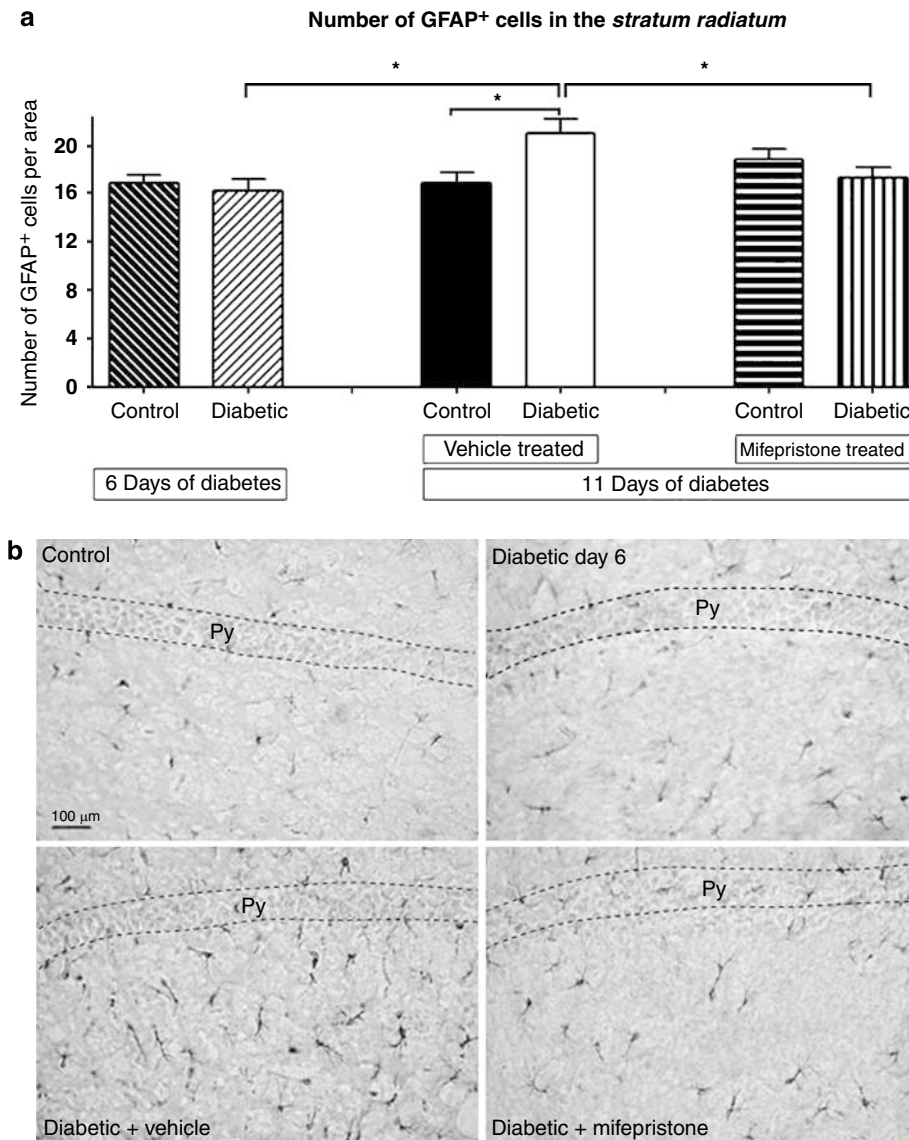 a
Number of GFAP+ cells in the stratum radiatum
Number of GFAP+ cells per area
20
16
12
8
4
0
*
*
*
Control
Diabetic
Control
Diabetic
Control
Diabetic
Vehicle treated
Mifepristone treated
6 Days of diabetes
11 Days of diabetes
b
Control
Py
100 μm
Diabetic day 6
Py
Py
Diabetic + vehicle
Py
Diabetic + mifepristone